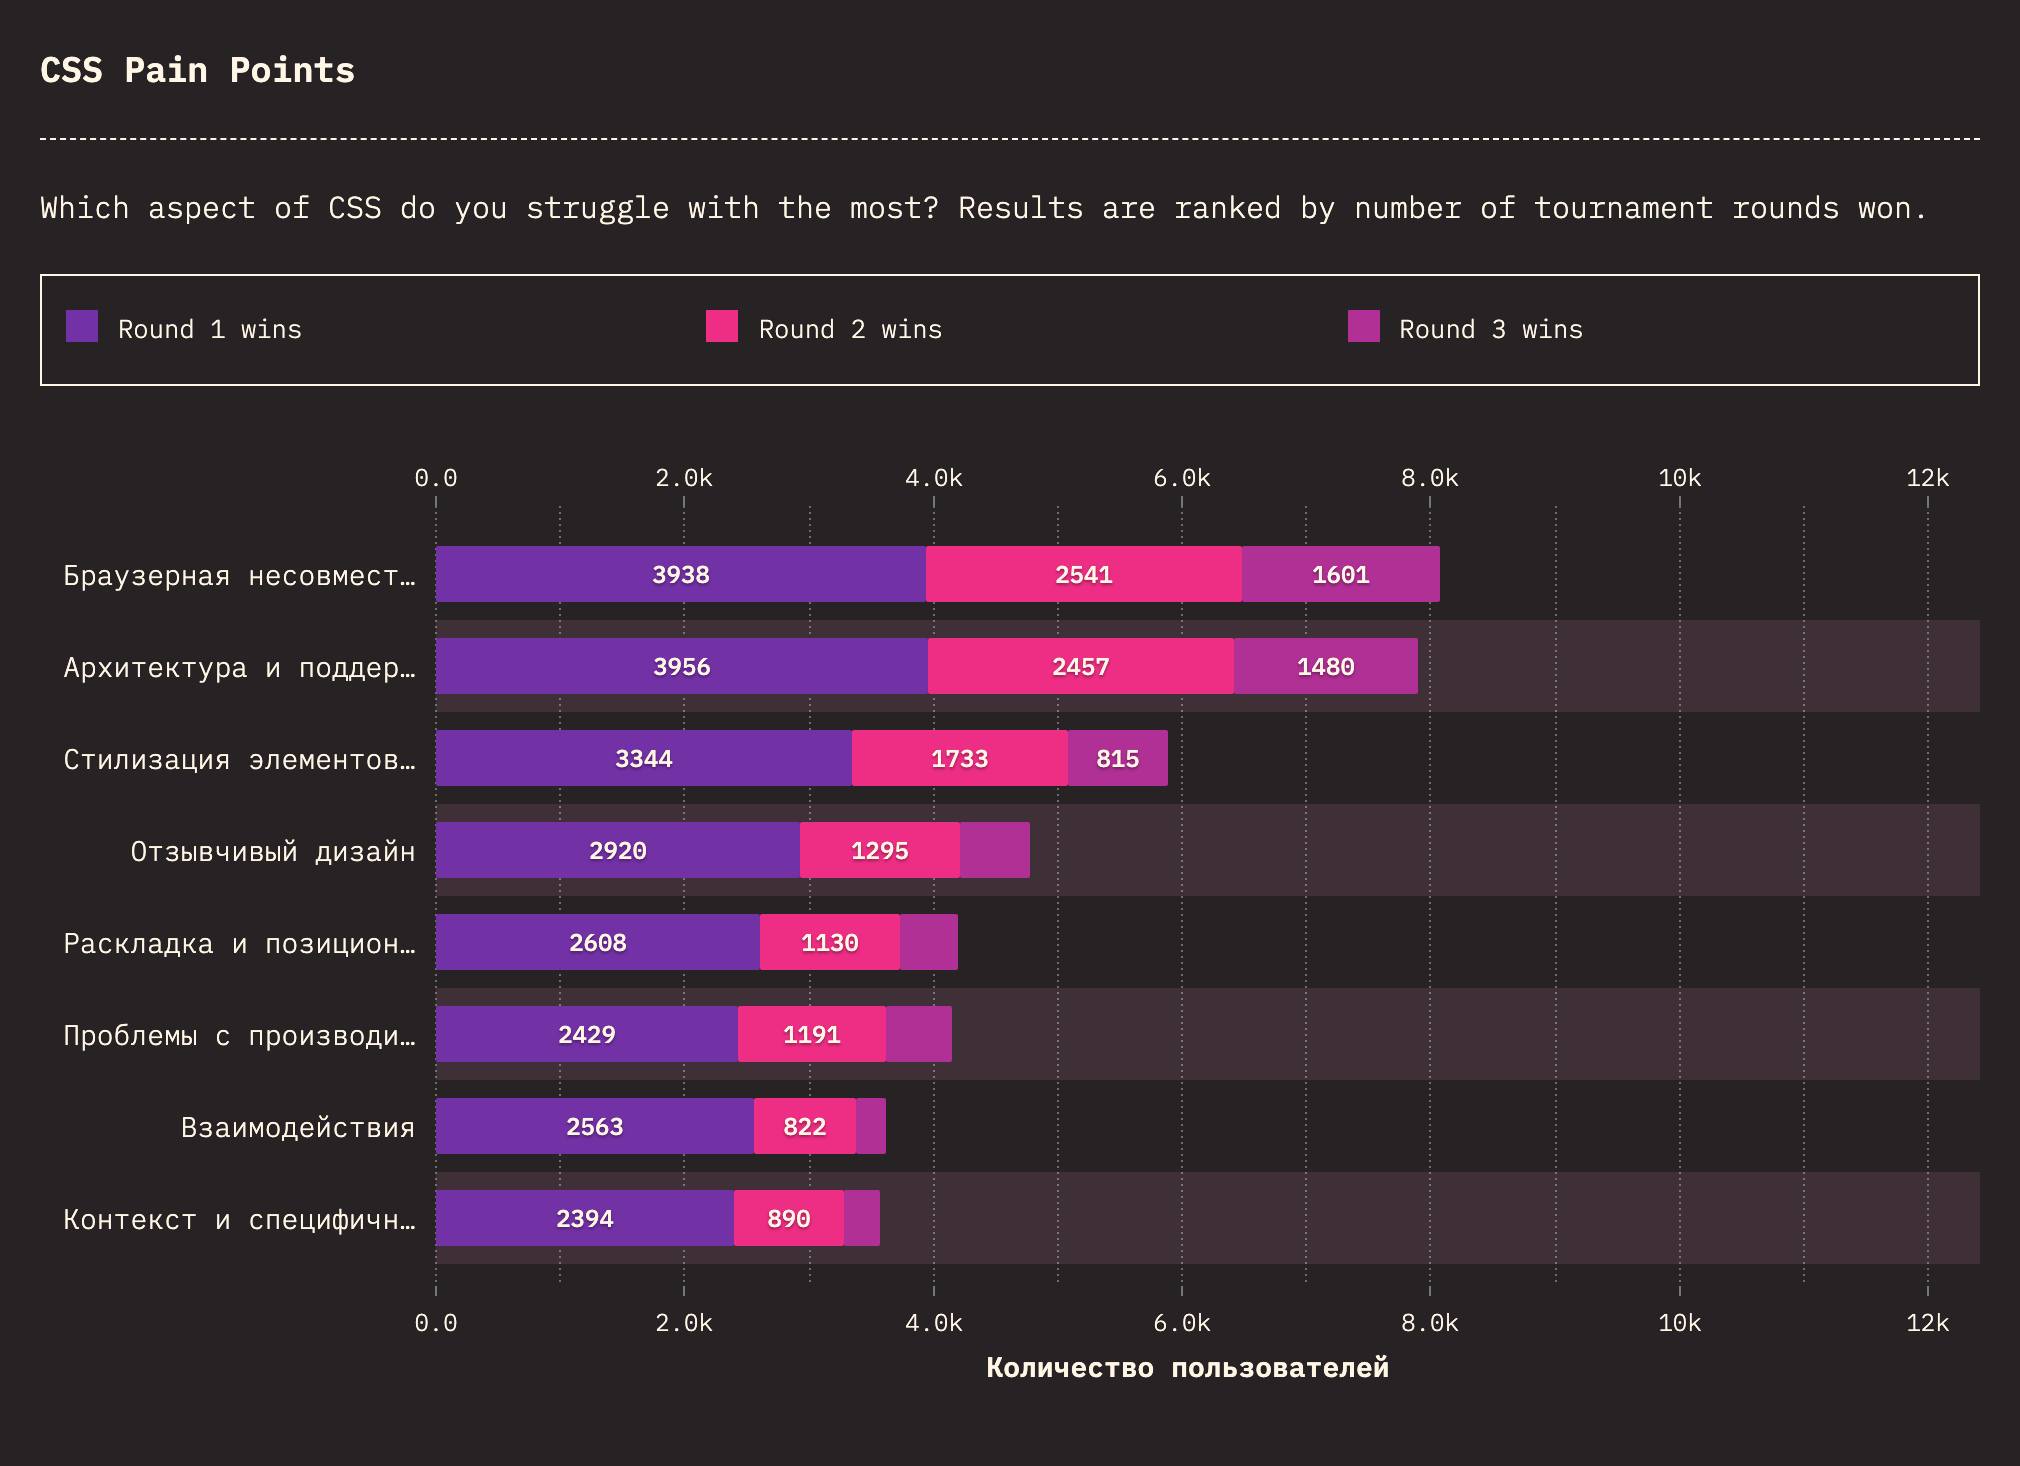 CSS Pain Points
Which aspect of CSS do you struggle with the most? Results are ranked by number of tournament rounds won.
Round 1 wins
Round 2 wins
Round 3 wins
0.0 2.0k 4.0k 6.0k 8.0k 10k 12k
Браузерная несовмест… 3938 2541 1601
Архитектура и поддер… 3956 2457 1480
Стилизация элементов… 3344 1733 815
Отзывчивый дизайн 2920 1295
Раскладка и позицион… 2608 1130
Проблемы с производи… 2429 1191
Взаимодействия 2563 822
Контекст и специфичн… 2394 890
0.0 2.0k 4.0k 6.0k 8.0k 10k 12k
Количество пользователей